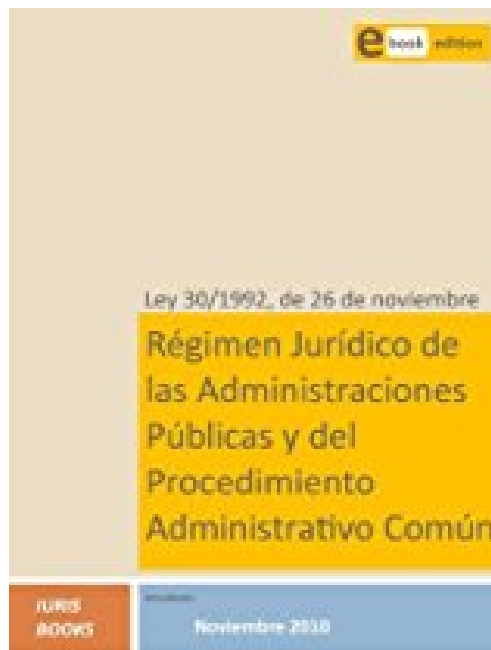 e book edition
Ley 30/1992, de 26 de noviembre
Régimen Jurídico de
las Administraciones
Públicas y del
Procedimiento
Administrativo Común
IURIS
BOOKS
Noviembre 2010